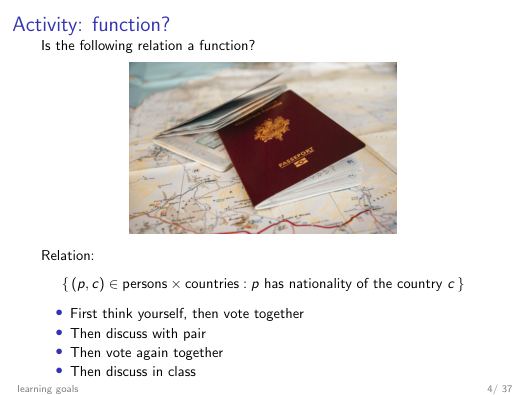 Activity: function?
Is the following relation a function?
PASSEPORT
Relation:
{ (p, c) ∈ persons × countries : p has nationality of the country c }
• First think yourself, then vote together
• Then discuss with pair
• Then vote again together
• Then discuss in class
learning goals 4/ 37